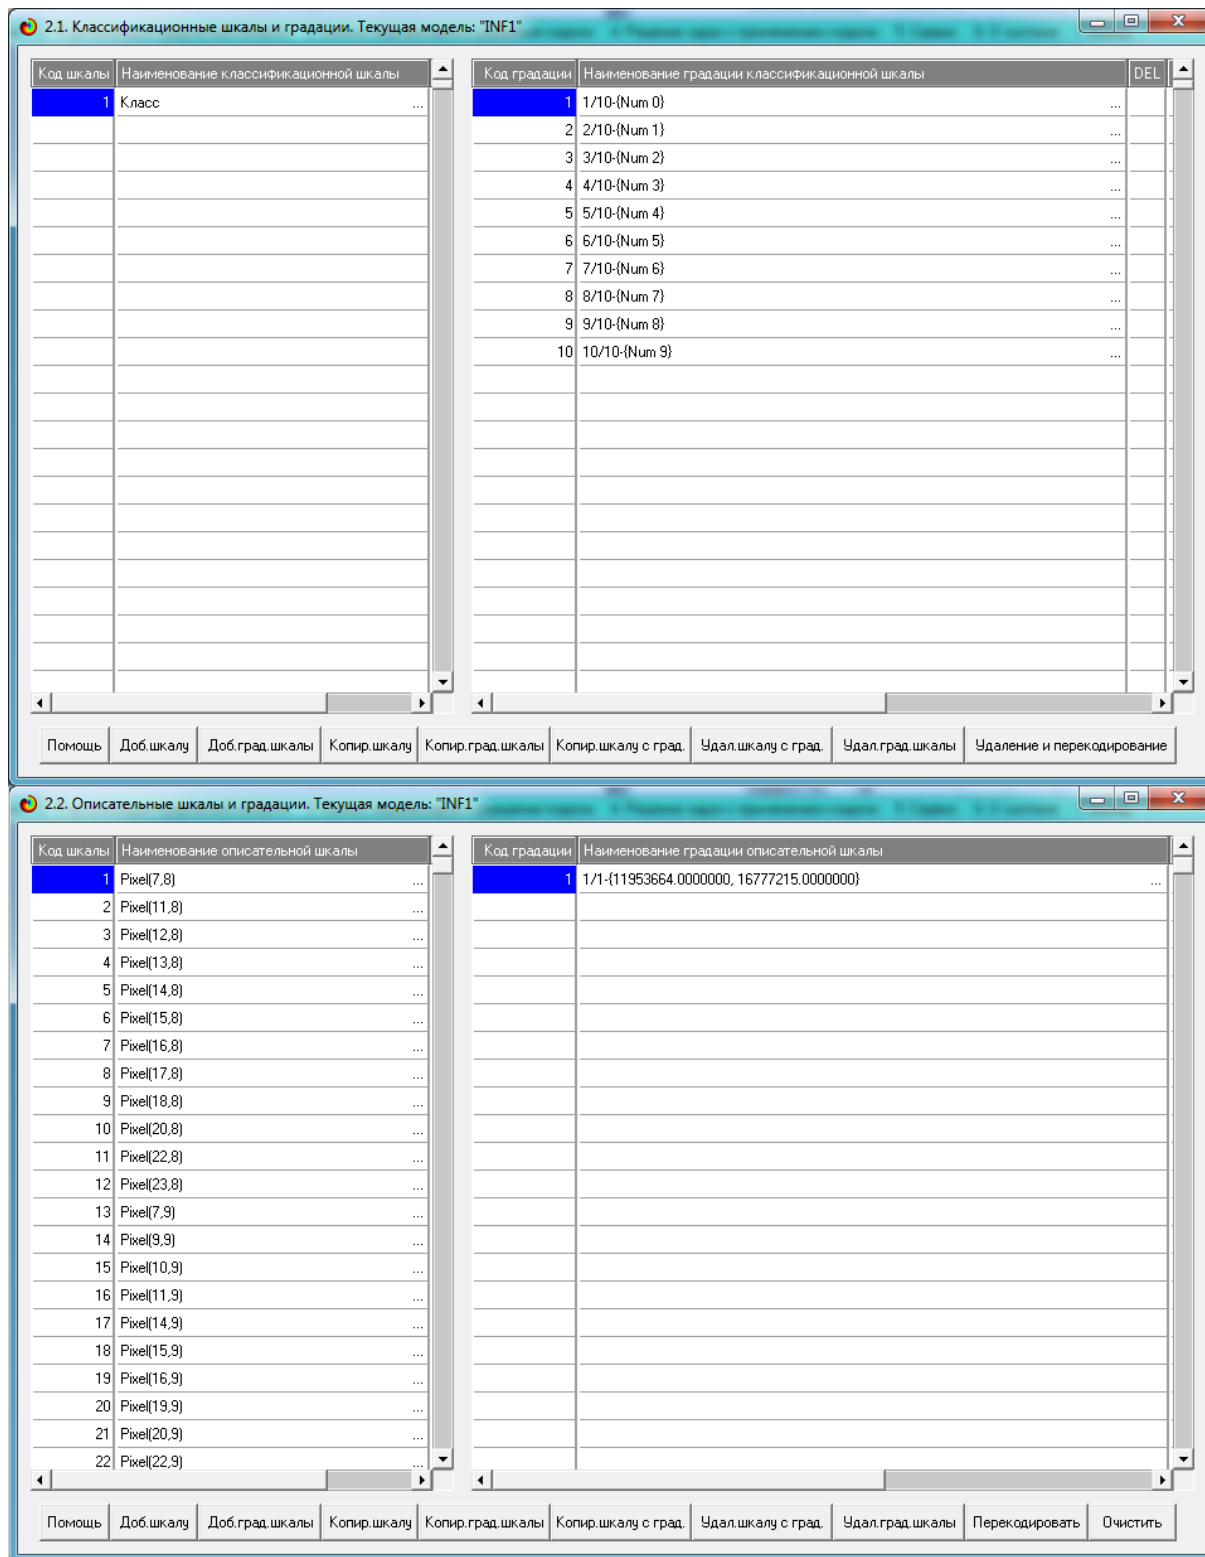 2.1. Классификационные шкалы и градации. Текущая модель: "INF1"
Код шкалы Наименование классификационной шкалы Код градации Наименование градации классификационной шкалы DEL
1 Класс ... 1 1/10-{Num 0} ...
2 2/10-{Num 1} ...
3 3/10-{Num 2} ...
4 4/10-{Num 3} ...
5 5/10-{Num 4} ...
6 6/10-{Num 5} ...
7 7/10-{Num 6} ...
8 8/10-{Num 7} ...
9 9/10-{Num 8} ...
10 10/10-{Num 9} ...
Помощь Доб.шкалу Доб.град.шкалы Копир.шкалу Копир.град.шкалы Копир.шкалу с град. Удал.шкалу с град. Удал.град.шкалы Удаление и перекодирование
2.2. Описательные шкалы и градации. Текущая модель: "INF1"
Код шкалы Наименование описательной шкалы Код градации Наименование градации описательной шкалы
1 Pixel(7,8) ... 1 1/1-{11953664.0000000, 16777215.0000000} ...
2 Pixel(11,8) ...
3 Pixel(12,8) ...
4 Pixel(13,8) ...
5 Pixel(14,8) ...
6 Pixel(15,8) ...
7 Pixel(16,8) ...
8 Pixel(17,8) ...
9 Pixel(18,8) ...
10 Pixel(20,8) ...
11 Pixel(22,8) ...
12 Pixel(23,8) ...
13 Pixel(7,9) ...
14 Pixel(9,9) ...
15 Pixel(10,9) ...
16 Pixel(11,9) ...
17 Pixel(14,9) ...
18 Pixel(15,9) ...
19 Pixel(16,9) ...
20 Pixel(19,9) ...
21 Pixel(20,9) ...
22 Pixel(22,9) ...
Помощь Доб.шкалу Доб.град.шкалы Копир.шкалу Копир.град.шкалы Копир.шкалу с град. Удал.шкалу с град. Удал.град.шкалы Перекодировать Очистить